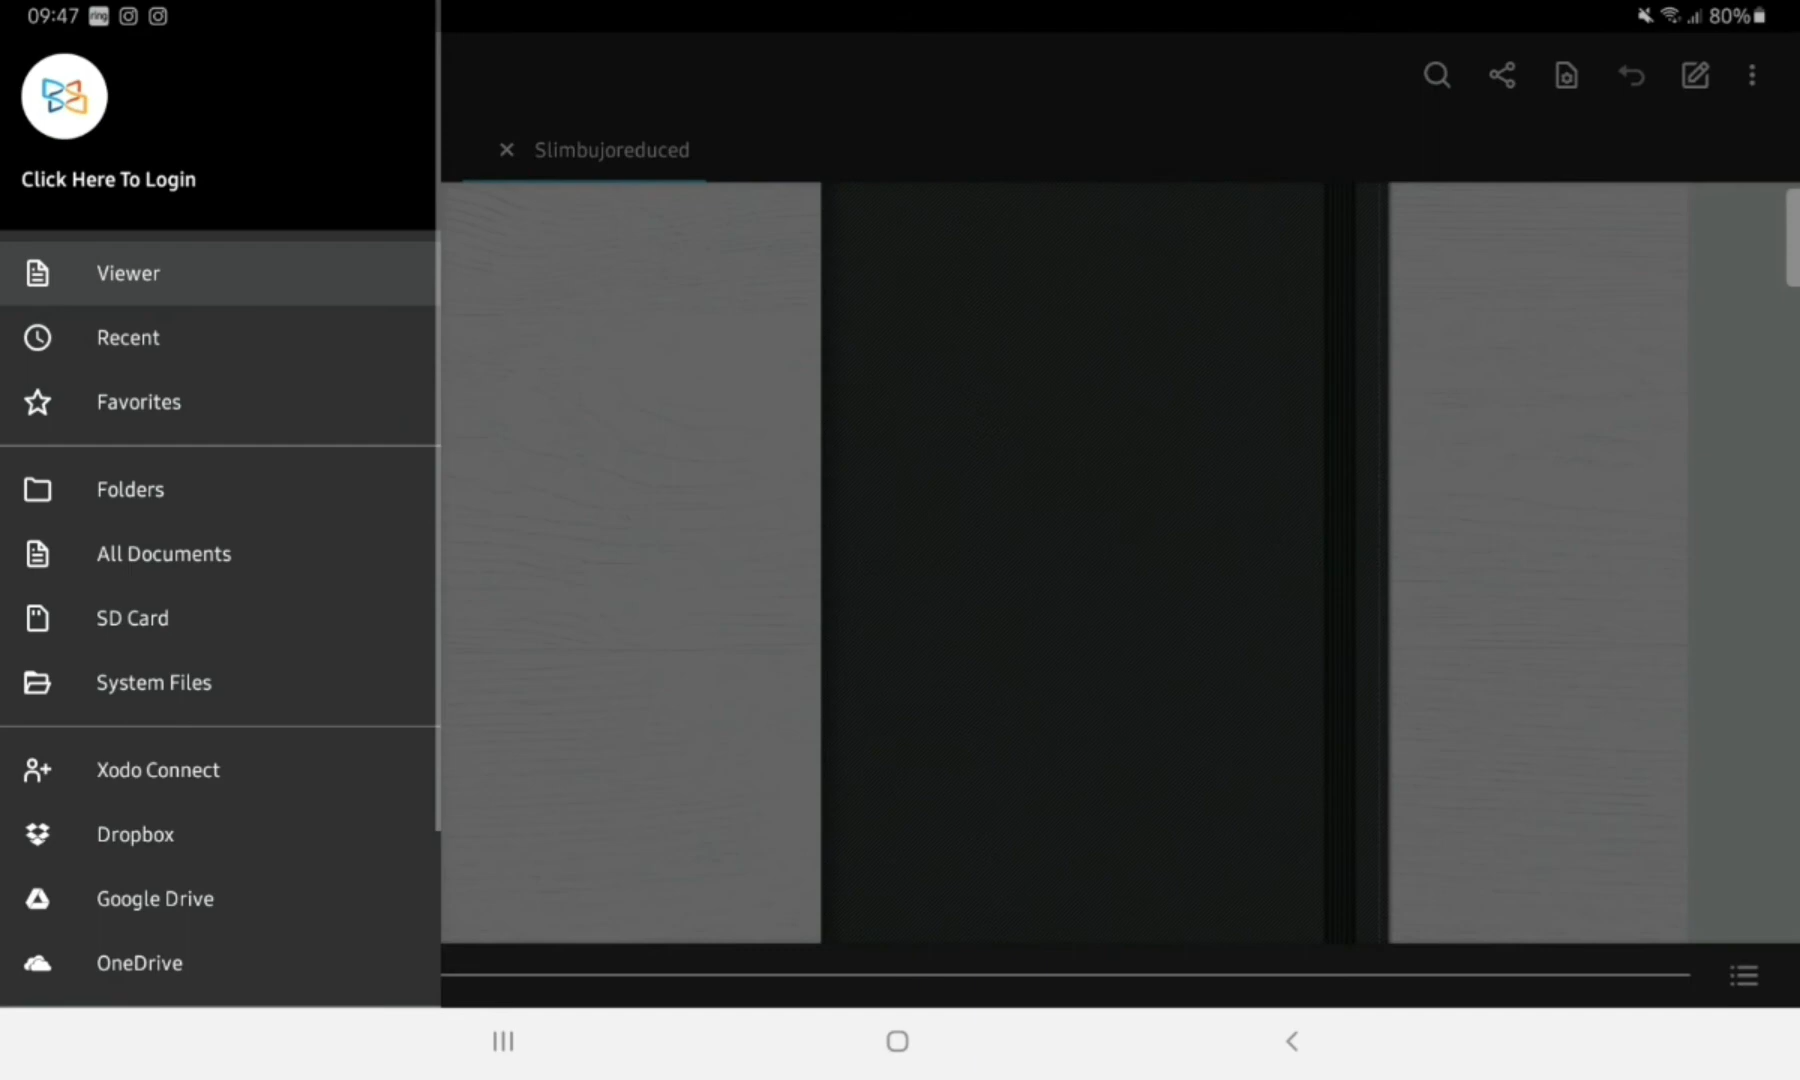 09:47
ring
80%
Click Here To Login
Slimbujoreduced
Viewer
Recent
Favorites
Folders
All Documents
SD Card
System Files
Xodo Connect
Dropbox
Google Drive
OneDrive